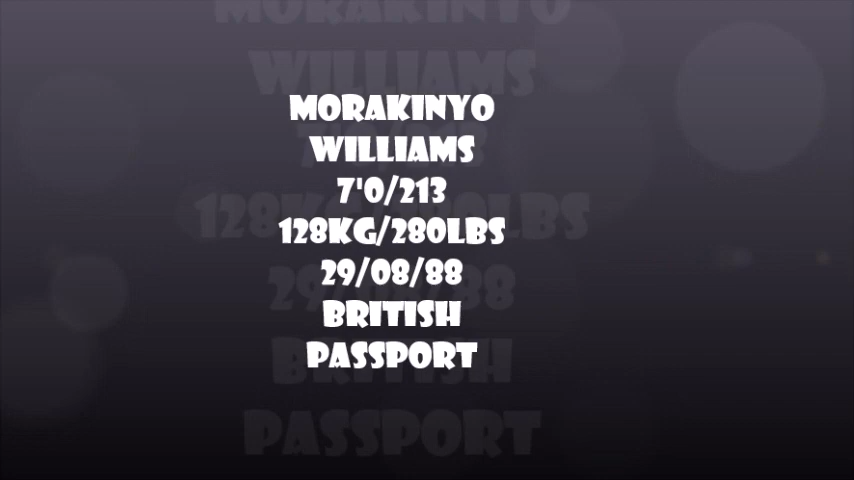 MORAKINYO
WILLIAMS
7'0/213
128KG/280LBS
29/08/88
BRITISH
PASSPORT